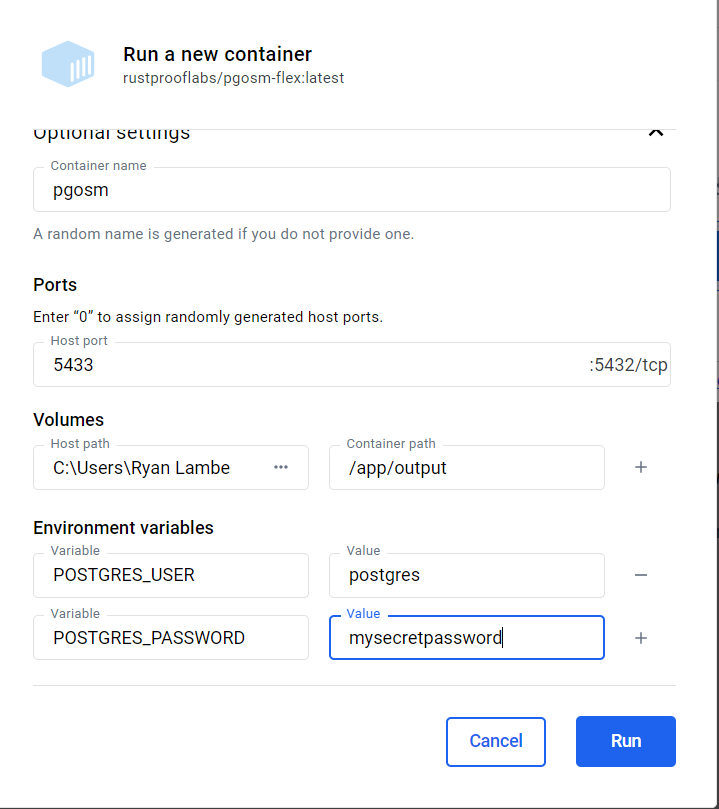 Run a new container
rustprooflabs/pgosm-flex:latest
Optional settings
Container name
pgosm
A random name is generated if you do not provide one.
Ports
Enter “0” to assign randomly generated host ports.
Host port
5433 :5432/tcp
Volumes
Host path Container path
C:\Users\Ryan Lambe ··· /app/output +
Environment variables
Variable Value
POSTGRES_USER postgres −
Variable Value
POSTGRES_PASSWORD mysecretpassword +
Cancel Run